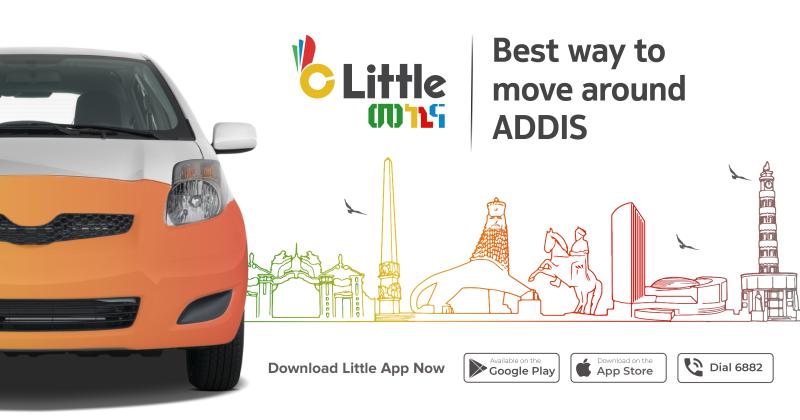 Little
መኪና
Best way to
move around
ADDIS
Download Little App Now
Available on the
Google Play
Download on the
App Store
Dial 6882